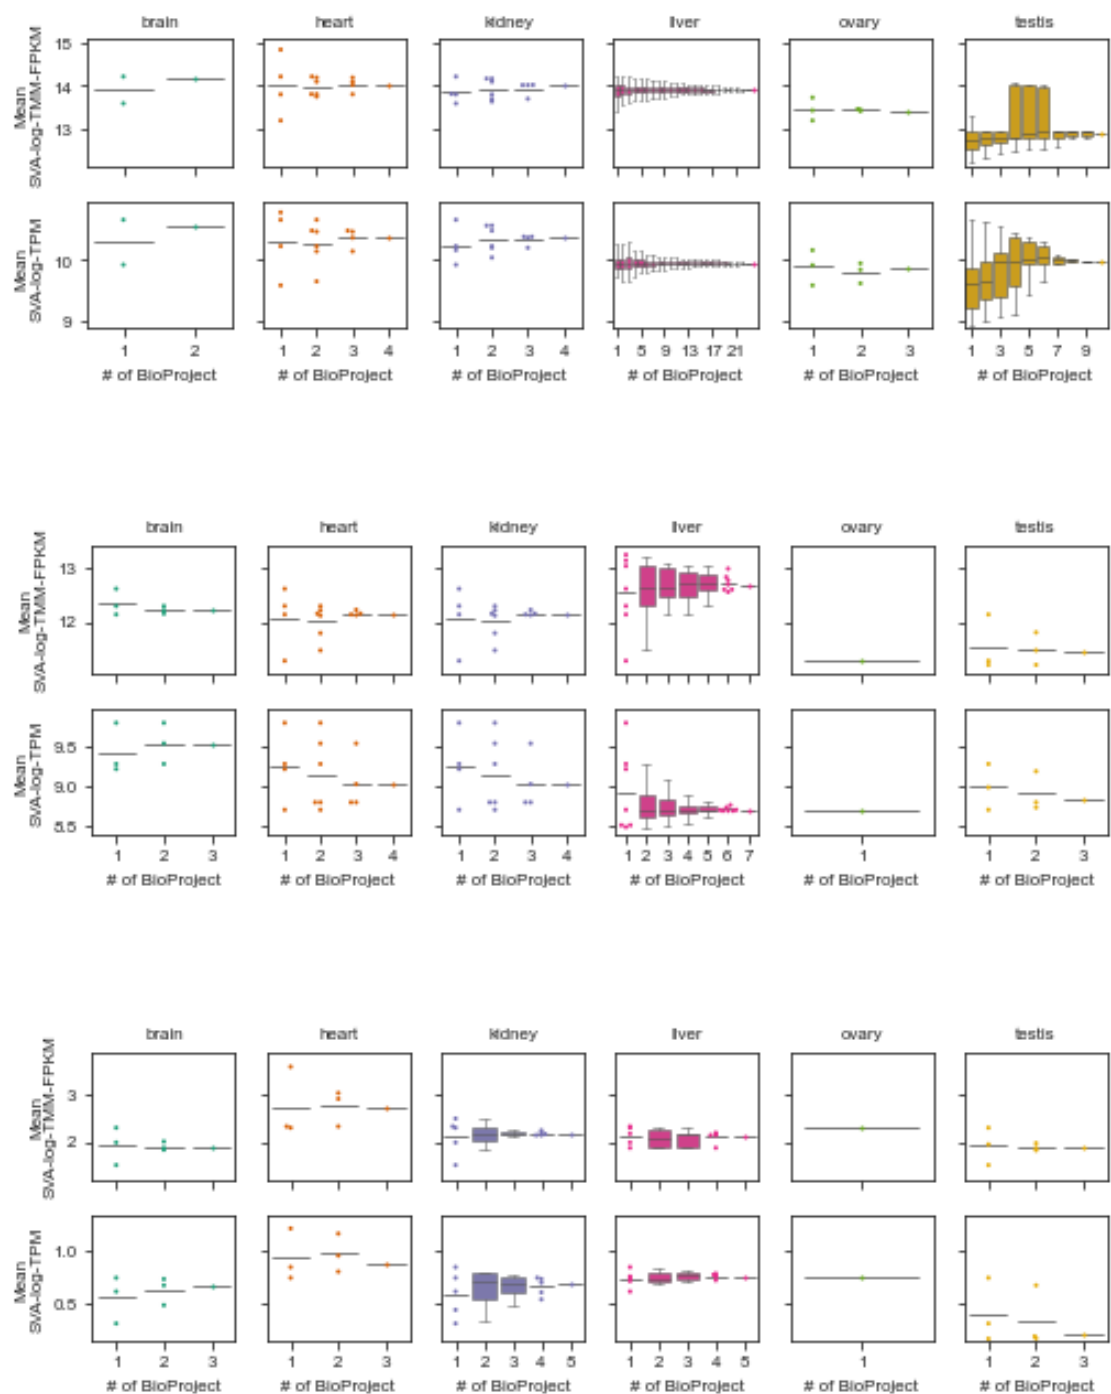 brain heart kidney liver ovary testis
Mean
SVA-log-TMM-FPKM
15
14
13
Mean
SVA-log-TPM
10
9
1 2 1 2 3 4 1 2 3 4 1 5 9 13 17 21 1 2 3 1 3 5 7 9
# of BioProject # of BioProject # of BioProject # of BioProject # of BioProject # of BioProject
brain heart kidney liver ovary testis
Mean
SVA-log-TMM-FPKM
13
12
Mean
SVA-log-TPM
9.5
9.0
8.5
1 2 3 1 2 3 4 1 2 3 4 1 2 3 4 5 6 7 1 1 2 3
# of BioProject # of BioProject # of BioProject # of BioProject # of BioProject # of BioProject
brain heart kidney liver ovary testis
Mean
SVA-log-TMM-FPKM
3
2
Mean
SVA-log-TPM
1.0
0.5
1 2 3 1 2 3 1 2 3 4 5 1 2 3 4 5 1 1 2 3
# of BioProject # of BioProject # of BioProject # of BioProject # of BioProject # of BioProject